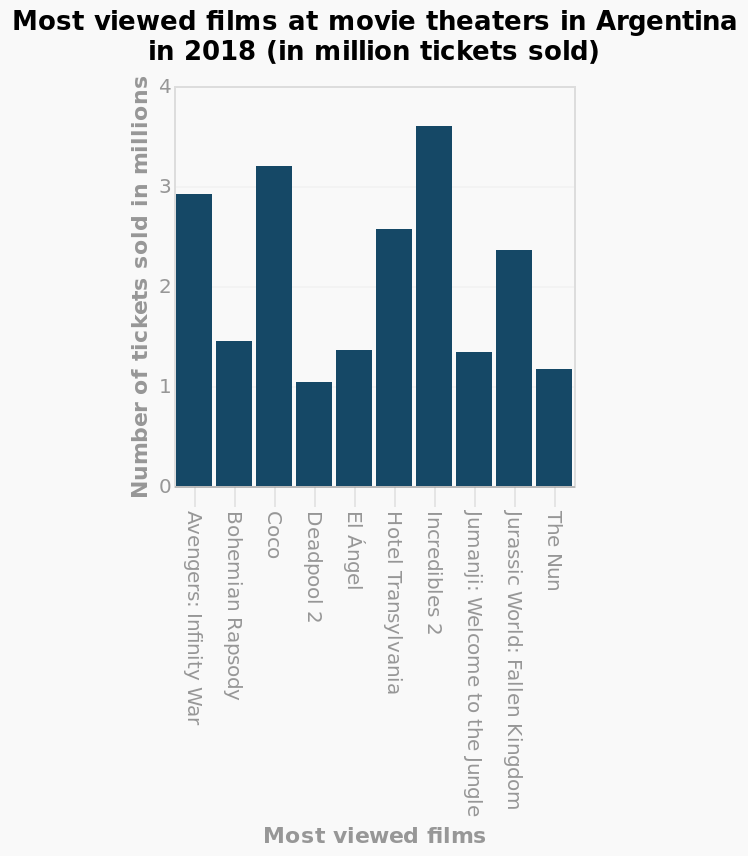 Most viewed films at movie theaters in Argentina
in 2018 (in million tickets sold)
Number of tickets sold in millions
4
3
2
1
0
Avengers: Infinity War
Bohemian Rapsody
Coco
Deadpool 2
El Ángel
Hotel Transylvania
Incredibles 2
Jumanji: Welcome to the Jungle
Jurassic World: Fallen Kingdom
The Nun
Most viewed films